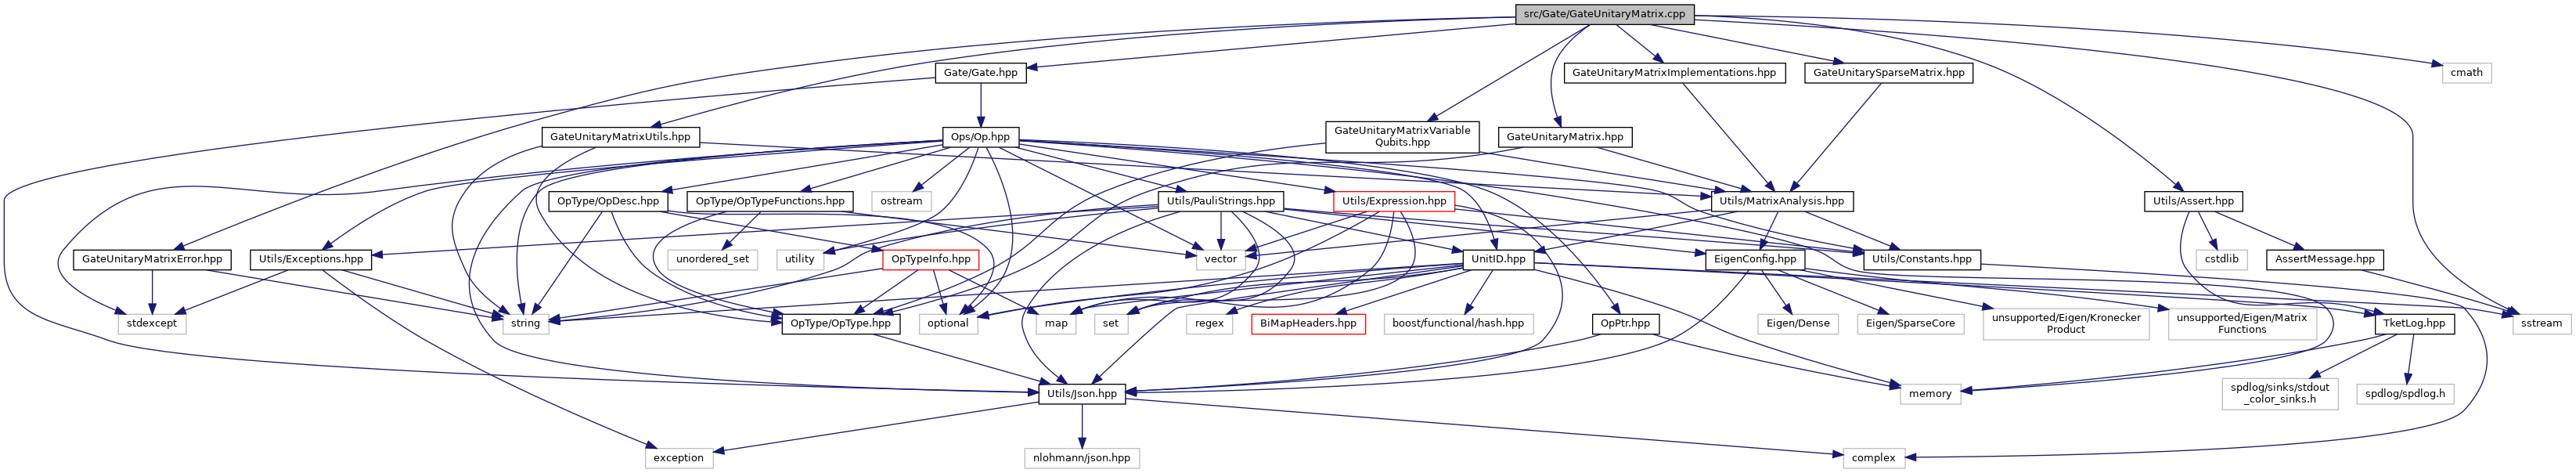 src/Gate/GateUnitaryMatrix.cpp
Gate/Gate.hpp
GateUnitaryMatrixImplementations.hpp
GateUnitarySparseMatrix.hpp
cmath
GateUnitaryMatrixUtils.hpp
Ops/Op.hpp
GateUnitaryMatrixVariable
Qubits.hpp
GateUnitaryMatrix.hpp
OpType/OpDesc.hpp
OpType/OpTypeFunctions.hpp
ostream
Utils/PauliStrings.hpp
Utils/Expression.hpp
Utils/MatrixAnalysis.hpp
Utils/Assert.hpp
GateUnitaryMatrixError.hpp
Utils/Exceptions.hpp
unordered_set
utility
OpTypeInfo.hpp
vector
UnitID.hpp
EigenConfig.hpp
Utils/Constants.hpp
cstdlib
AssertMessage.hpp
stdexcept
string
OpType/OpType.hpp
optional
map
set
regex
BiMapHeaders.hpp
boost/functional/hash.hpp
OpPtr.hpp
Eigen/Dense
Eigen/SparseCore
unsupported/Eigen/Kronecker
Product
unsupported/Eigen/Matrix
Functions
TketLog.hpp
sstream
Utils/Json.hpp
memory
spdlog/sinks/stdout
_color_sinks.h
spdlog/spdlog.h
exception
nlohmann/json.hpp
complex